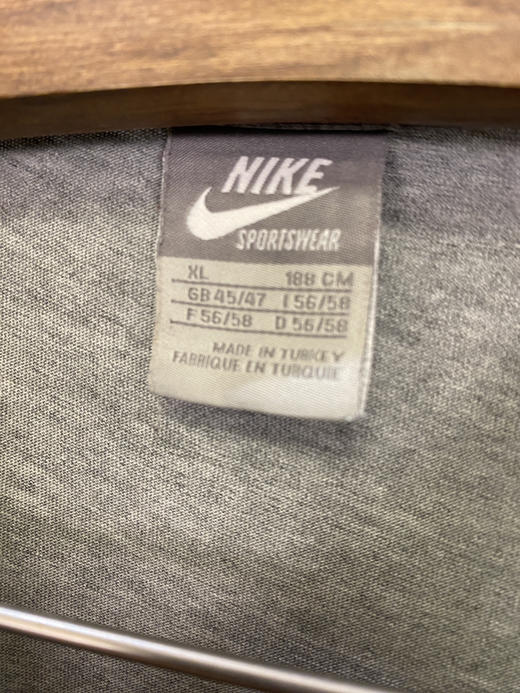 NIKE
SPORTSWEAR
XL 188 CM
GB 45/47 I 56/58
F 56/58 D 56/58
MADE IN TURKEY
FABRIQUE EN TURQUIE